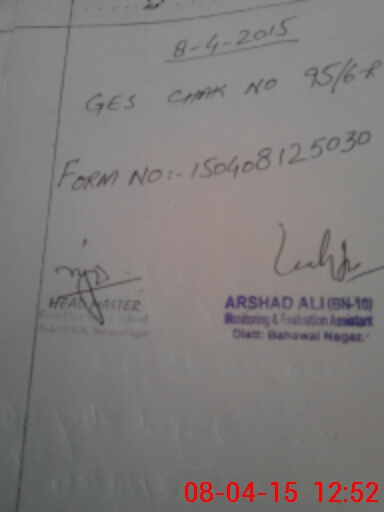 8-4-2015
GES CHAK NO 95/6-R
FORM NO:- 150408125030
HEAD MASTER
ARSHAD ALI (BN-10)
Monitoring & Evaluation Assistant
Distt: Bahawal Nagar.
08-04-15 12:52